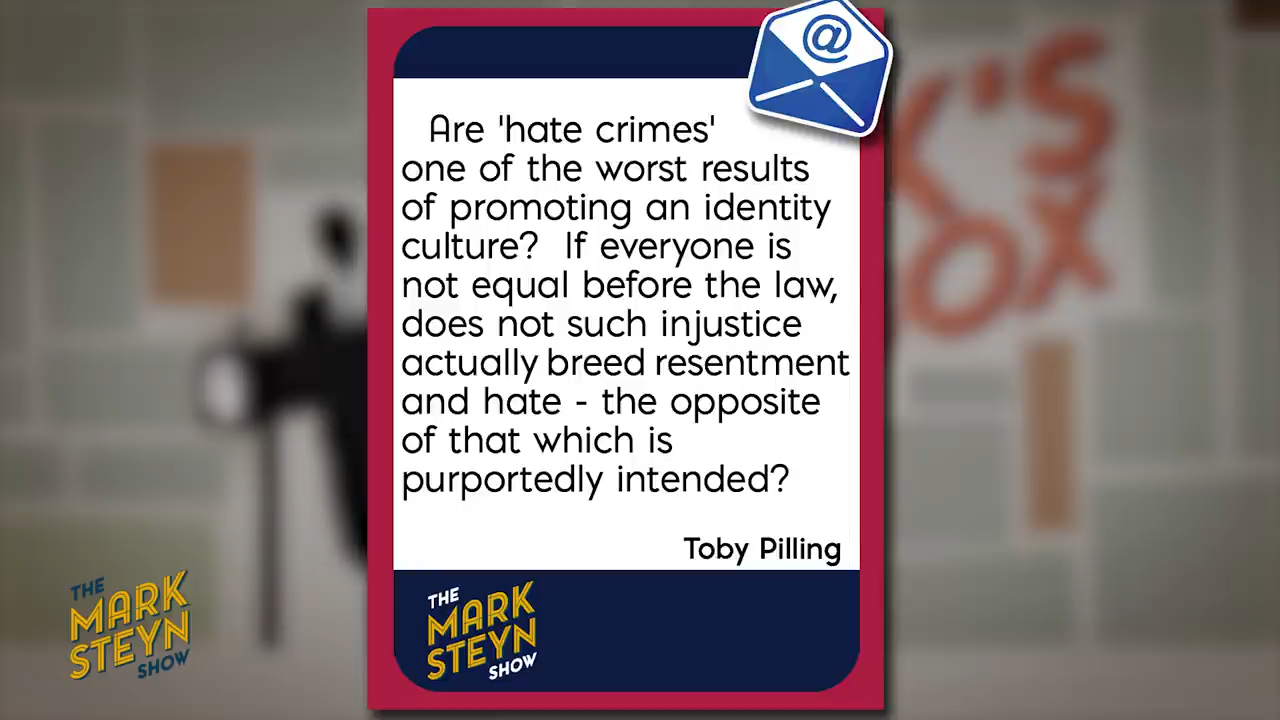 @
Are 'hate crimes'
one of the worst results
of promoting an identity
culture? If everyone is
not equal before the law,
does not such injustice
actually breed resentment
and hate - the opposite
of that which is
purportedly intended?
Toby Pilling
THE
MARK
STEYN
SHOW
THE
MARK
STEYN
SHOW